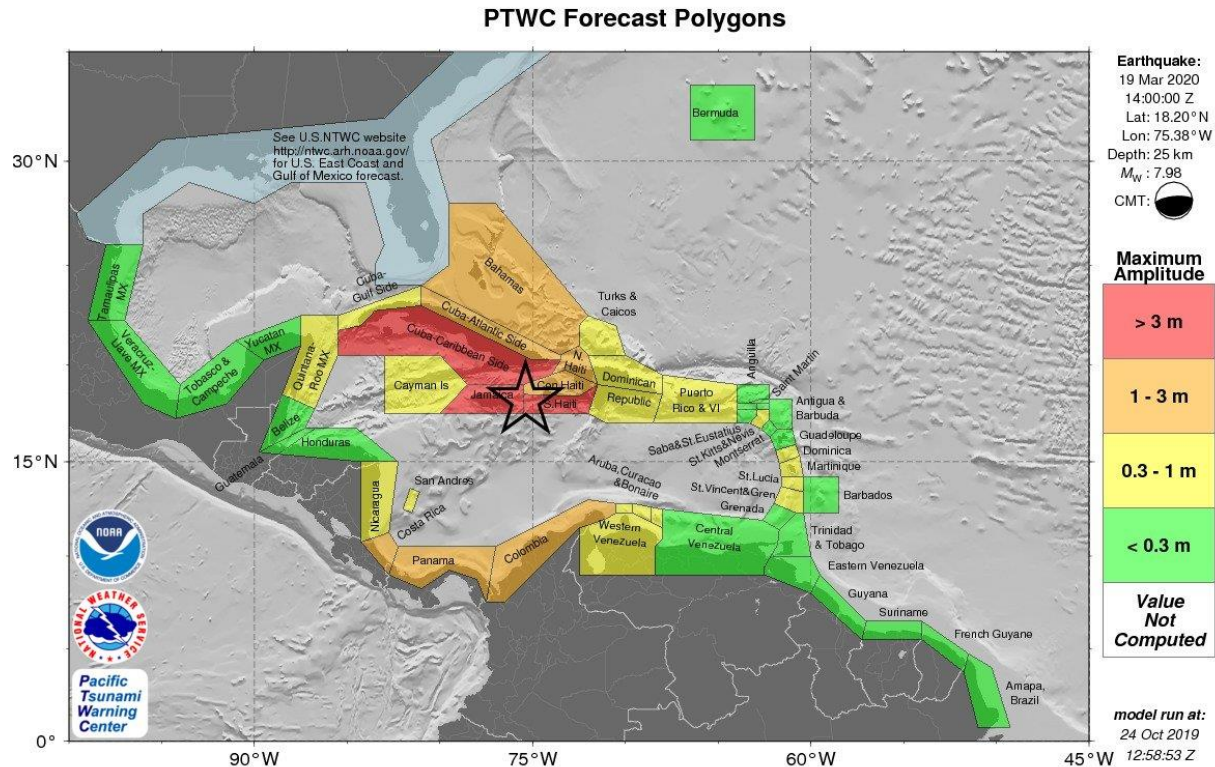 PTWC Forecast Polygons
Earthquake:
19 Mar 2020
14:00:00 Z
Lat: 18.20°N
Lon: 75.38°W
Depth: 25 km
MW : 7.98
CMT:
Maximum
Amplitude
> 3 m
1 - 3 m
0.3 - 1 m
< 0.3 m
Value
Not
Computed
model run at:
24 Oct 2019
12:58:53 Z
30°N
15°N
0°
90°W
75°W
60°W
45°W
See U.S.NTWC website
http://ntwc.arh.noaa.gov/
for U.S. East Coast and
Gulf of Mexico forecast.
Bermuda
Tamaulipas
MX
Veracruz-
Llave MX
Tobasco &
Campeche
Yucatan
MX
Quintana-
Roo MX
Belize
Guatemala
Honduras
Nicaragua
San Andres
Costa Rica
Panama
Colombia
Cuba-
Gulf Side
Cuba-Atlantic Side
Cuba-Caribbean Side
Bahamas
Turks &
Caicos
Cayman Is
Jamaica
N.
Haiti
Con.Haiti
S.Haiti
Dominican
Republic
Puerto
Rico & VI
Anguilla
Saint Martin
Antigua &
Barbuda
Saba&St.Eustatius
St.Kitts&Nevis
Montserrat
Guadeloupe
Dominica
Martinique
St.Lucia
St.Vincent&Gren
Barbados
Grenada
Aruba,Curacao
&Bonaire
Western
Venezuela
Central
Venezuela
Trinidad
& Tobago
Eastern Venezuela
Guyana
Suriname
French Guyane
Amapa,
Brazil
NOAA
NATIONAL WEATHER SERVICE
Pacific
Tsunami
Warning
Center